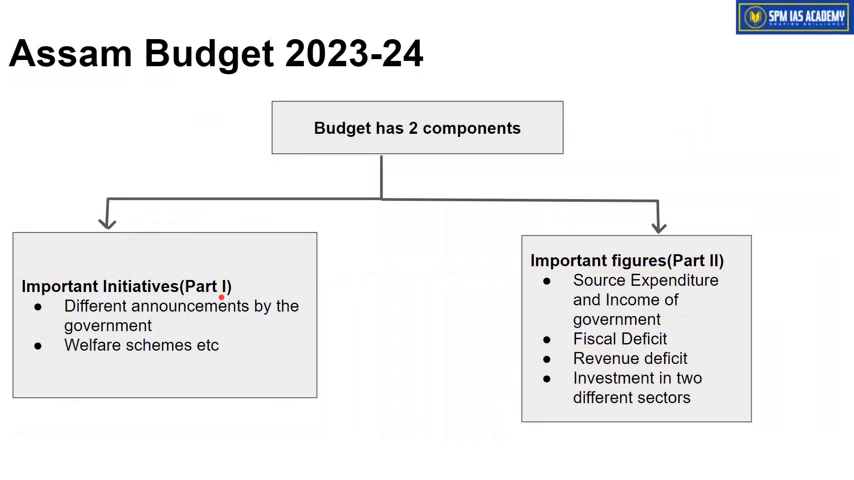 SPM IAS ACADEMY
SHAPING BRILLIANCE
Assam Budget 2023-24
Budget has 2 components
Important Initiatives(Part I)
● Different announcements by the
government
● Welfare schemes etc
Important figures(Part II)
● Source Expenditure
and Income of
government
● Fiscal Deficit
● Revenue deficit
● Investment in two
different sectors